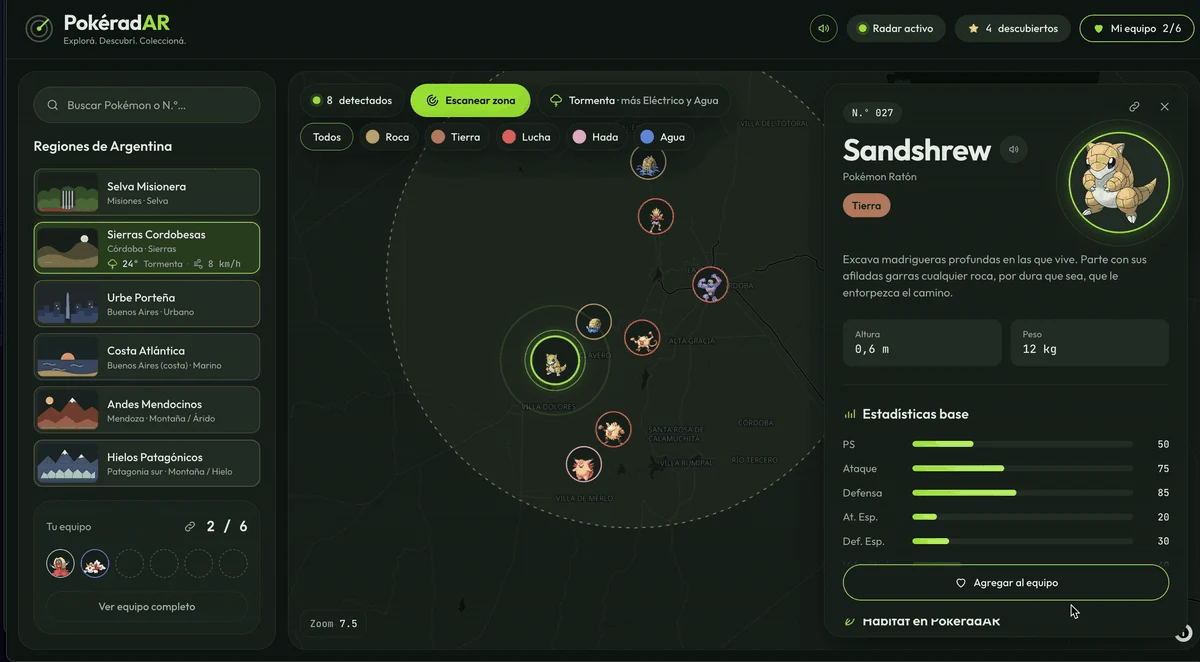 PokéradAR
Explorá. Descubrí. Coleccioná.
Radar activo
4 descubiertos
Mi equipo 2/6
Buscar Pokémon o N.º...
Regiones de Argentina
Selva Misionera
Misiones · Selva
Sierras Cordobesas
Córdoba · Sierras
24° Tormenta · 8 km/h
Urbe Porteña
Buenos Aires · Urbano
Costa Atlántica
Buenos Aires (costa) · Marino
Andes Mendocinos
Mendoza · Montaña / Árido
Hielos Patagónicos
Patagonia sur · Montaña / Hielo
Tu equipo
2 / 6
Ver equipo completo
8 detectados
Escanear zona
Tormenta · más Eléctrico y Agua
Todos
Roca
Tierra
Lucha
Hada
Agua
VILLA DEL TOTORAL
ALTA GRACIA
VILLA DOLORES
SANTA ROSA DE
CALAMUCHITA
CÓRDOBA
VILLA RUMIPAL
RÍO TERCERO
VILLA DE MERLO
Zoom 7.5
N.º 027
Sandshrew
Pokémon Ratón
Tierra
Excava madrigueras profundas en las que vive. Parte con sus
afiladas garras cualquier roca, por dura que sea, que le
entorpezca el camino.
Altura
0,6 m
Peso
12 kg
Estadísticas base
PS 50
Ataque 75
Defensa 85
At. Esp. 20
Def. Esp. 30
Agregar al equipo
Hábitat en PokéradAR